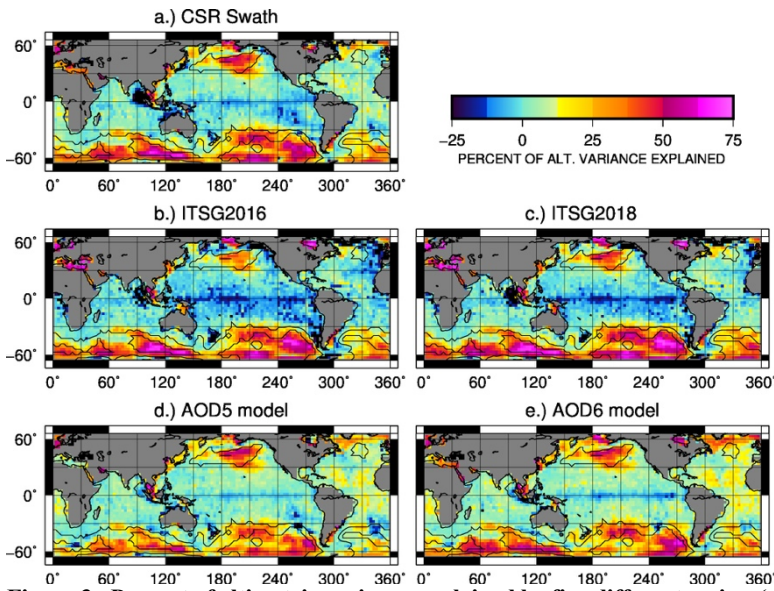 a.) CSR Swath
60°
0°
−60°
0° 60° 120° 180° 240° 300° 360°
−25 0 25 50 75
PERCENT OF ALT. VARIANCE EXPLAINED
b.) ITSG2016
60°
0°
−60°
0° 60° 120° 180° 240° 300° 360°
c.) ITSG2018
0° 60° 120° 180° 240° 300° 360°
d.) AOD5 model
60°
0°
−60°
0° 60° 120° 180° 240° 300° 360°
e.) AOD6 model
0° 60° 120° 180° 240° 300° 360°